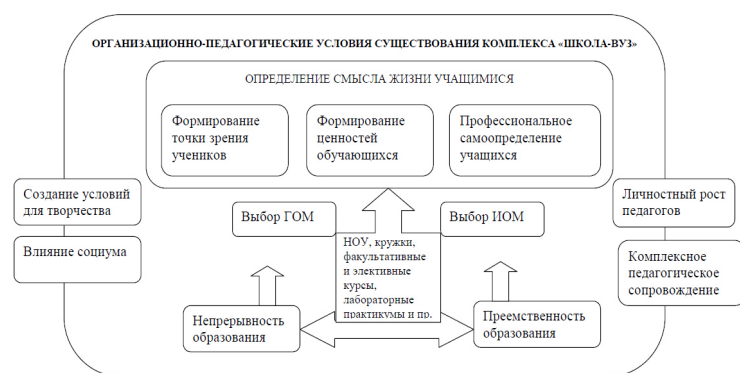 ОРГАНИЗАЦИОННО-ПЕДАГОГИЧЕСКИЕ УСЛОВИЯ СУЩЕСТВОВАНИЯ КОМПЛЕКСА «ШКОЛА-ВУЗ»
ОПРЕДЕЛЕНИЕ СМЫСЛА ЖИЗНИ УЧАЩИМИСЯ
Формирование
точки зрения
учеников
Формирование
ценностей
обучающихся
Профессиональное
самоопределение
учащихся
Создание условий
для творчества
Влияние социума
Выбор ГОМ
НОУ, кружки,
факультативные
и элективные
курсы,
лабораторные
практикумы и пр.
Выбор ИОМ
Личностный рост
педагогов
Комплексное
педагогическое
сопровождение
Непрерывность
образования
Преемственность
образования